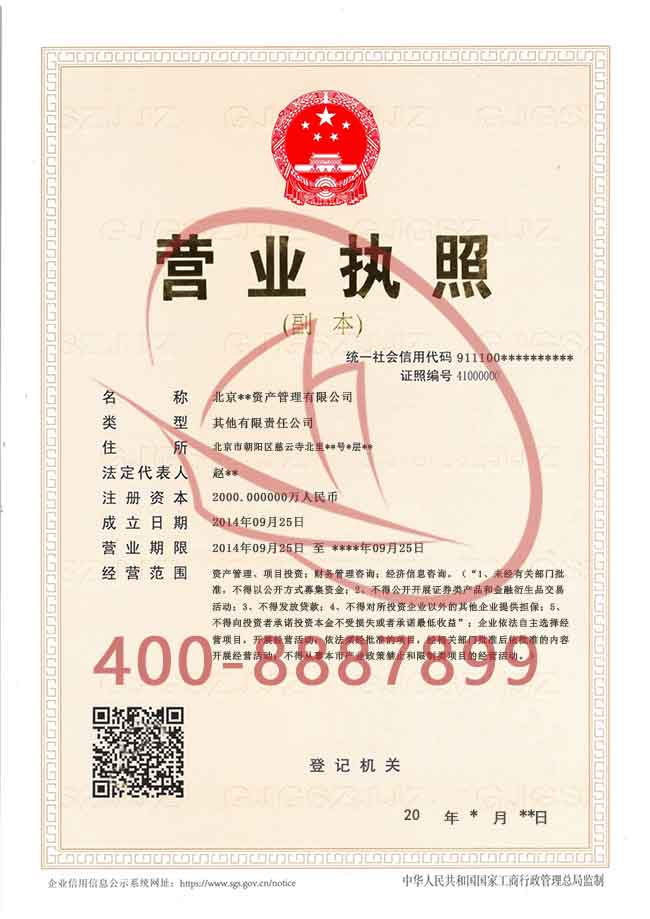 营业执照
(副 本)
统一社会信用代码 911100**********
证照编号 41000000
名 称 北京**资产管理有限公司
类 型 其他有限责任公司
住 所 北京市朝阳区慈云寺北里**号*层**
法定代表人 赵**
注册资本 2000.000000万人民币
成立日期 2014年09月25日
营业期限 2014年09月25日 至 ****年09月25日
经营范围 资产管理、项目投资；财务管理咨询；经济信息咨询。（“1、未经有关部门批
准，不得以公开方式募集资金；2、不得公开开展证券类产品和金融衍生品交易
活动；3、不得发放贷款；4、不得对所投资企业以外的其他企业提供担保；5、
不得向投资者承诺投资本金不受损失或者承诺最低收益”；企业依法自主选择经
营项目，开展经营活动；依法须经批准的项目，经相关部门批准后依批准的内容
开展经营活动；不得从事本市产业政策禁止和限制类项目的经营活动。
400-6667899
登记机关
20 年 * 月 **日
企业信用信息公示系统网址：https://www.sgs.gov.cn/notice
中华人民共和国国家工商行政管理总局监制